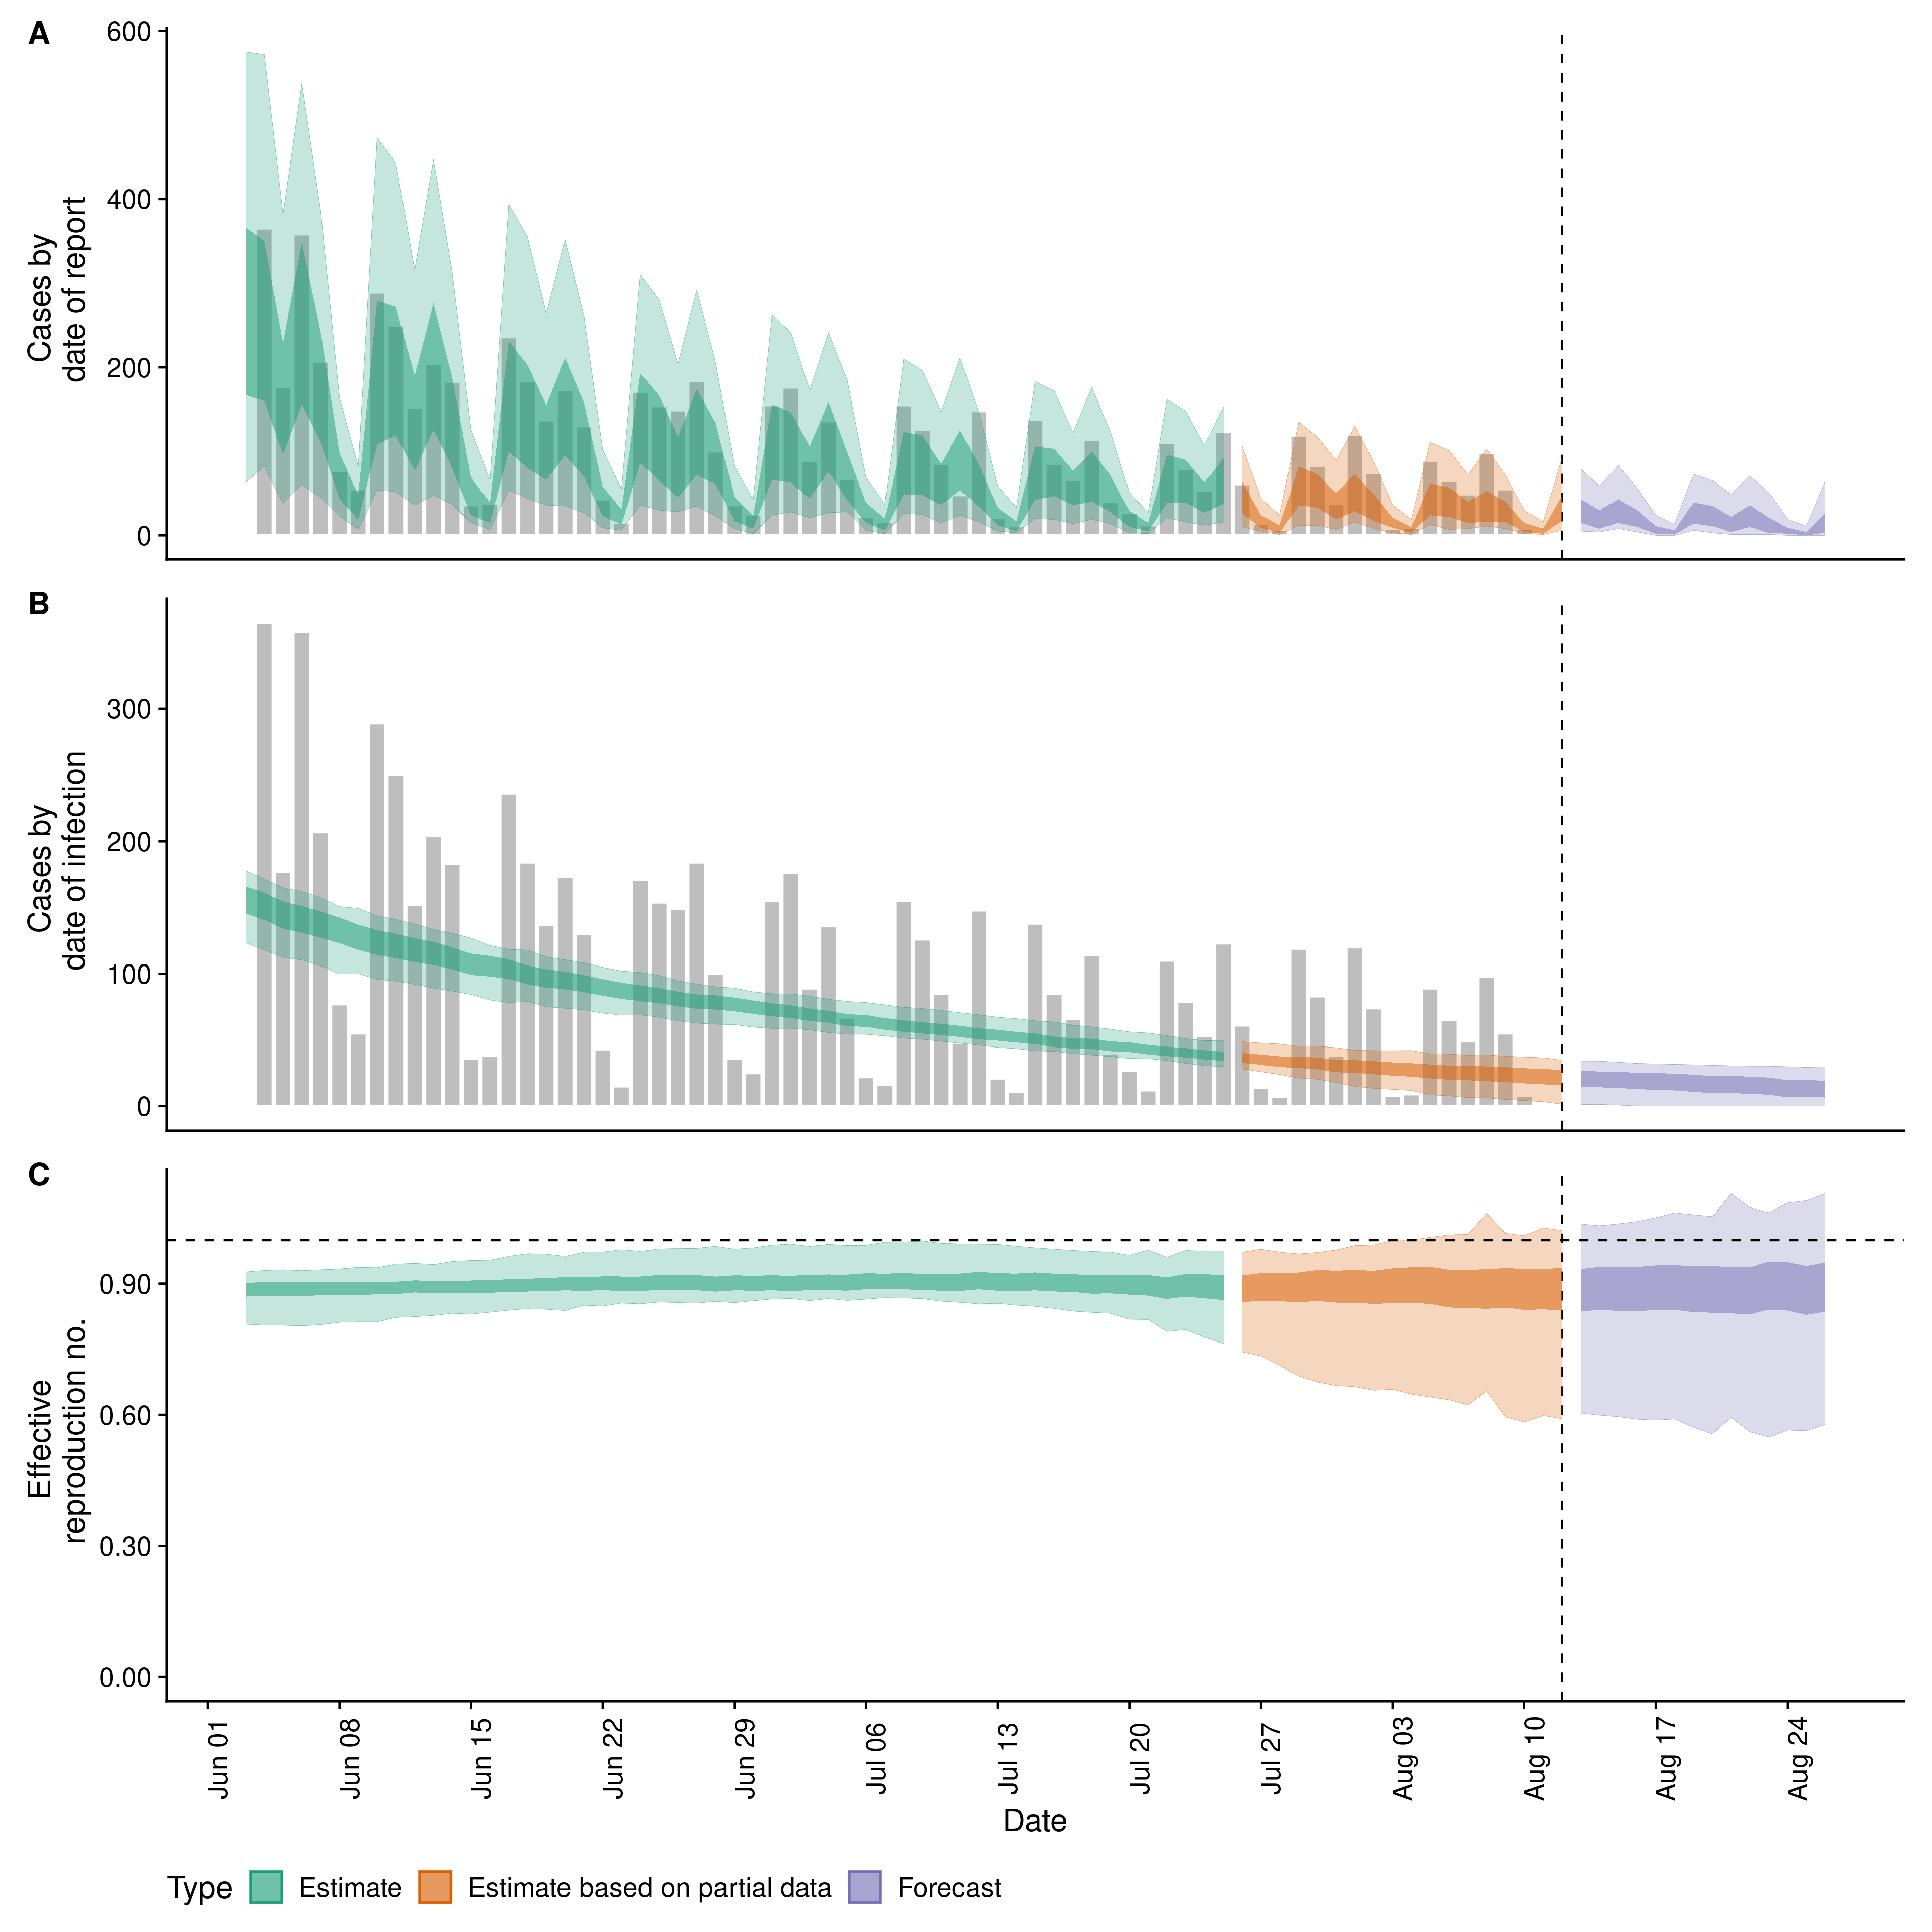 A
600
400
200
0
Cases by
date of report
B
300
200
100
0
Cases by
date of infection
C
0.90
0.60
0.30
0.00
Effective
reproduction no.
Jun 01
Jun 08
Jun 15
Jun 22
Jun 29
Jul 06
Jul 13
Jul 20
Jul 27
Aug 03
Aug 10
Aug 17
Aug 24
Date
Type Estimate Estimate based on partial data Forecast